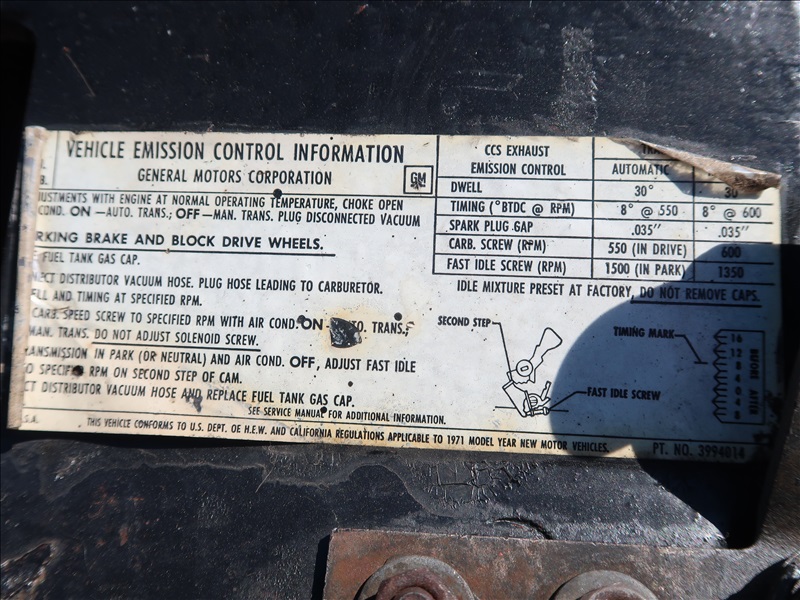 VEHICLE EMISSION CONTROL INFORMATION
GENERAL MOTORS CORPORATION
GM
L
B.
JUSTMENTS WITH ENGINE AT NORMAL OPERATING TEMPERATURE, CHOKE OPEN
COND. ON —AUTO. TRANS.; OFF —MAN. TRANS. PLUG DISCONNECTED VACUUM
RKING BRAKE AND BLOCK DRIVE WHEELS.
FUEL TANK GAS CAP.
NECT DISTRIBUTOR VACUUM HOSE. PLUG HOSE LEADING TO CARBURETOR.
ELL AND TIMING AT SPECIFIED RPM.
CARB. SPEED SCREW TO SPECIFIED RPM WITH AIR COND. ON — TO. TRANS.;
MAN. TRANS. DO NOT ADJUST SOLENOID SCREW.
ANSMISSION IN PARK (OR NEUTRAL) AND AIR COND. OFF, ADJUST FAST IDLE
O SPECIFIED RPM ON SECOND STEP OF CAM.
CT DISTRIBUTOR VACUUM HOSE AND REPLACE FUEL TANK GAS CAP.
SEE SERVICE MANUAL FOR ADDITIONAL INFORMATION.
S.A. THIS VEHICLE CONFORMS TO U.S. DEPT. OF H.E.W. AND CALIFORNIA REGULATIONS APPLICABLE TO 1971 MODEL YEAR NEW MOTOR VEHICLES.
PT. NO. 3994014
CCS EXHAUST
EMISSION CONTROL AUTOMATIC
DWELL 30° 30°
TIMING (°BTDC @ RPM) 8° @ 550 8° @ 600
SPARK PLUG GAP .035" .035"
CARB. SCREW (RPM) 550 (IN DRIVE) 600
FAST IDLE SCREW (RPM) 1500 (IN PARK) 1350
IDLE MIXTURE PRESET AT FACTORY, DO NOT REMOVE CAPS.
SECOND STEP
FAST IDLE SCREW
TIMING MARK
16
12
8
4
0
4
8
BEFORE AFTER